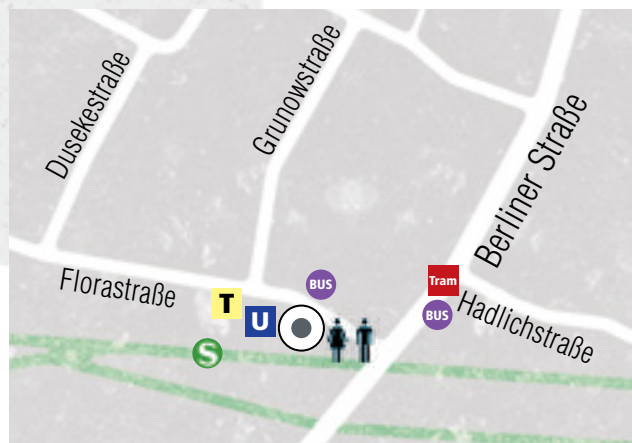 Dusekestraße
Grunowstraße
Berliner Straße
Florastraße
T
U
BUS
Tram
BUS
Hadlichstraße
S